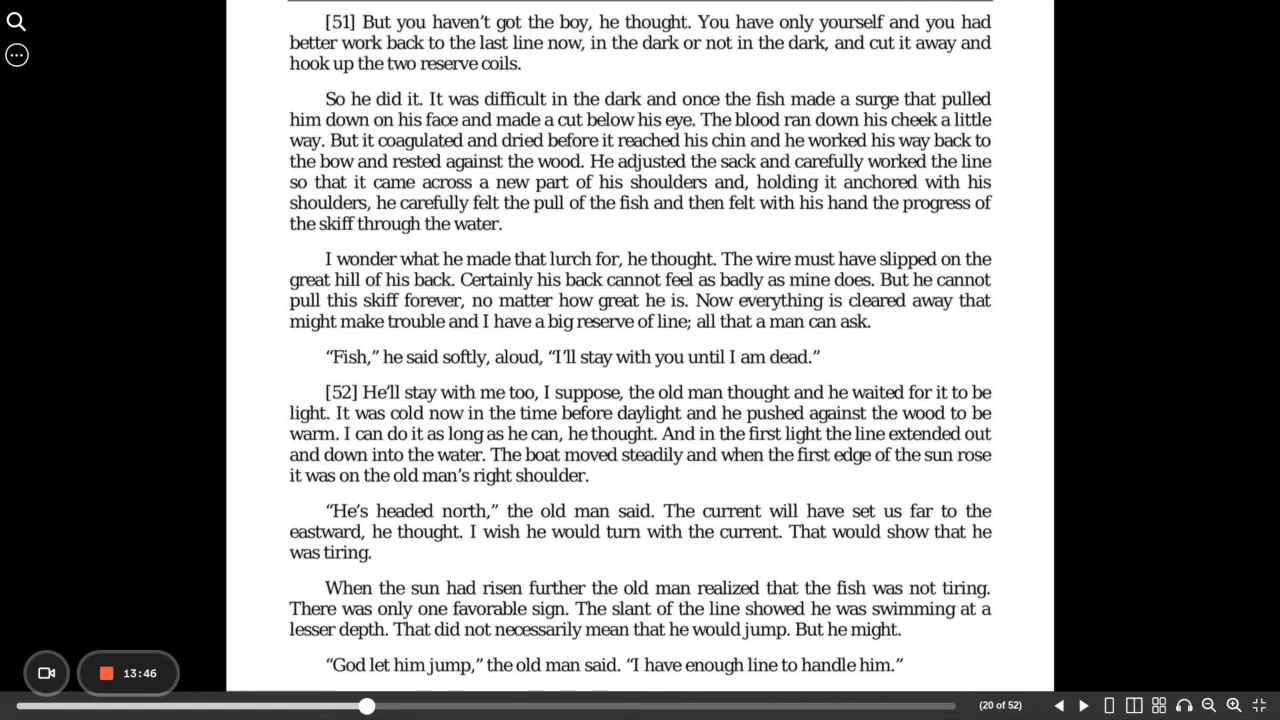 [51] But you haven’t got the boy, he thought. You have only yourself and you had
better work back to the last line now, in the dark or not in the dark, and cut it away and
hook up the two reserve coils.
So he did it. It was difficult in the dark and once the fish made a surge that pulled
him down on his face and made a cut below his eye. The blood ran down his cheek a little
way. But it coagulated and dried before it reached his chin and he worked his way back to
the bow and rested against the wood. He adjusted the sack and carefully worked the line
so that it came across a new part of his shoulders and, holding it anchored with his
shoulders, he carefully felt the pull of the fish and then felt with his hand the progress of
the skiff through the water.
I wonder what he made that lurch for, he thought. The wire must have slipped on the
great hill of his back. Certainly his back cannot feel as badly as mine does. But he cannot
pull this skiff forever, no matter how great he is. Now everything is cleared away that
might make trouble and I have a big reserve of line; all that a man can ask.
“Fish,” he said softly, aloud, “I’ll stay with you until I am dead.”
[52] He’ll stay with me too, I suppose, the old man thought and he waited for it to be
light. It was cold now in the time before daylight and he pushed against the wood to be
warm. I can do it as long as he can, he thought. And in the first light the line extended out
and down into the water. The boat moved steadily and when the first edge of the sun rose
it was on the old man’s right shoulder.
“He’s headed north,” the old man said. The current will have set us far to the
eastward, he thought. I wish he would turn with the current. That would show that he
was tiring.
When the sun had risen further the old man realized that the fish was not tiring.
There was only one favorable sign. The slant of the line showed he was swimming at a
lesser depth. That did not necessarily mean that he would jump. But he might.
“God let him jump,” the old man said. “I have enough line to handle him.”
13:46
(20 of 52)